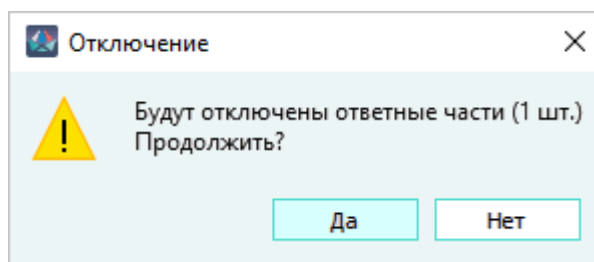 Отключение
Будут отключены ответные части (1 шт.)
Продолжить?
Да
Нет